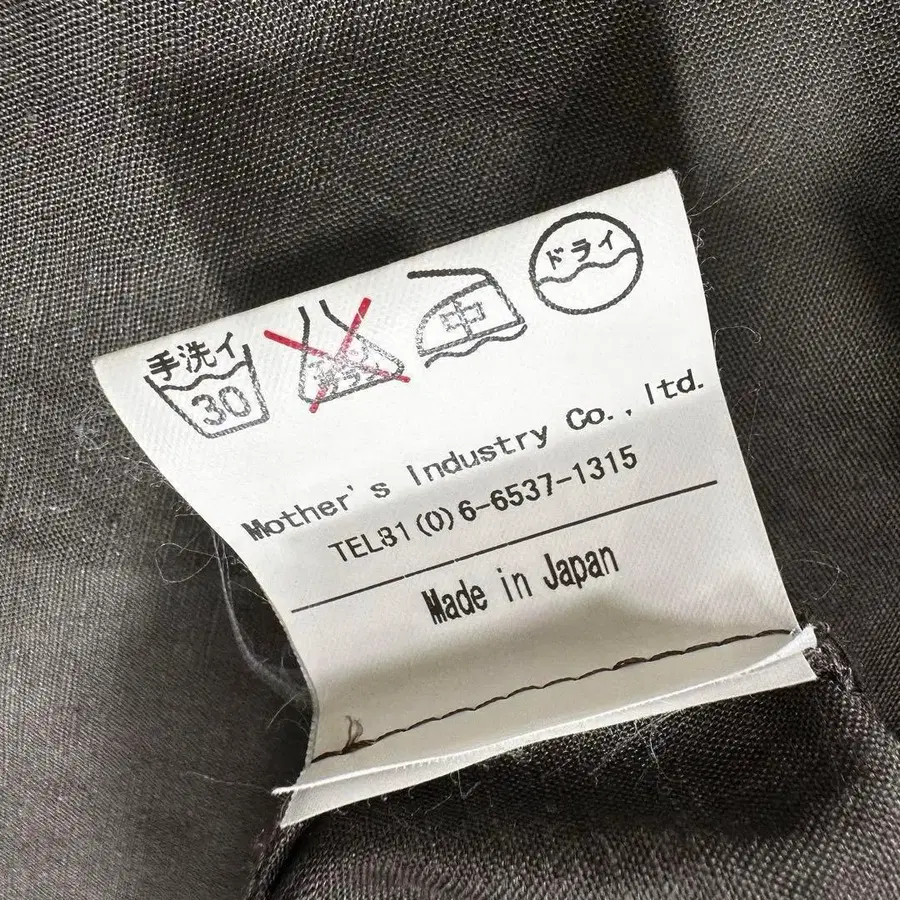 手洗イ
30
中
ドライ
Mother's Industry Co., ltd.
TEL81(0)6-6537-1315
Made in Japan